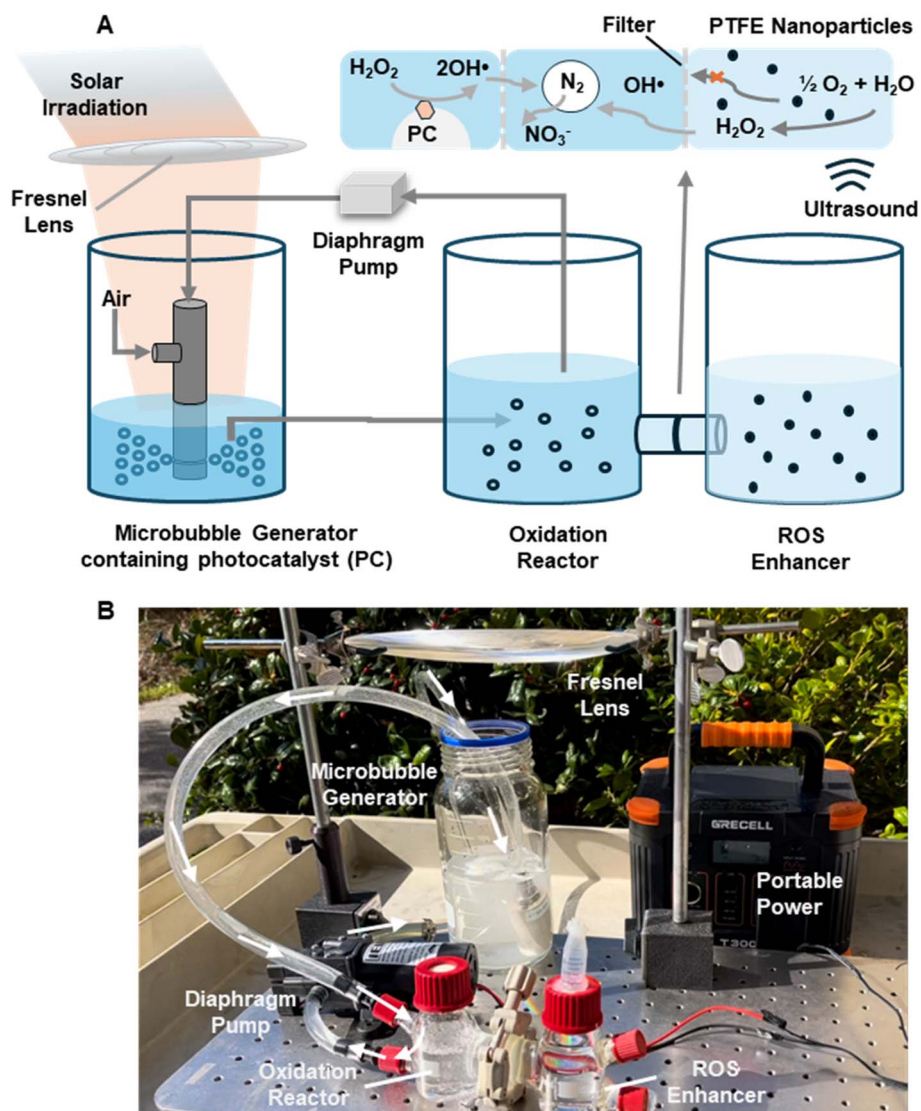 A
Solar
Irradiation
Fresnel
Lens
Air
Diaphragm
Pump
Filter
PTFE Nanoparticles
H₂O₂
2OH•
PC
N₂
NO₃⁻
OH•
½ O₂ + H₂O
H₂O₂
Ultrasound
Microbubble Generator
containing photocatalyst (PC)
Oxidation
Reactor
ROS
Enhancer
B
Fresnel
Lens
Microbubble
Generator
GRECELL
Portable
Power
T300
Diaphragm
Pump
Oxidation
Reactor
ROS
Enhancer